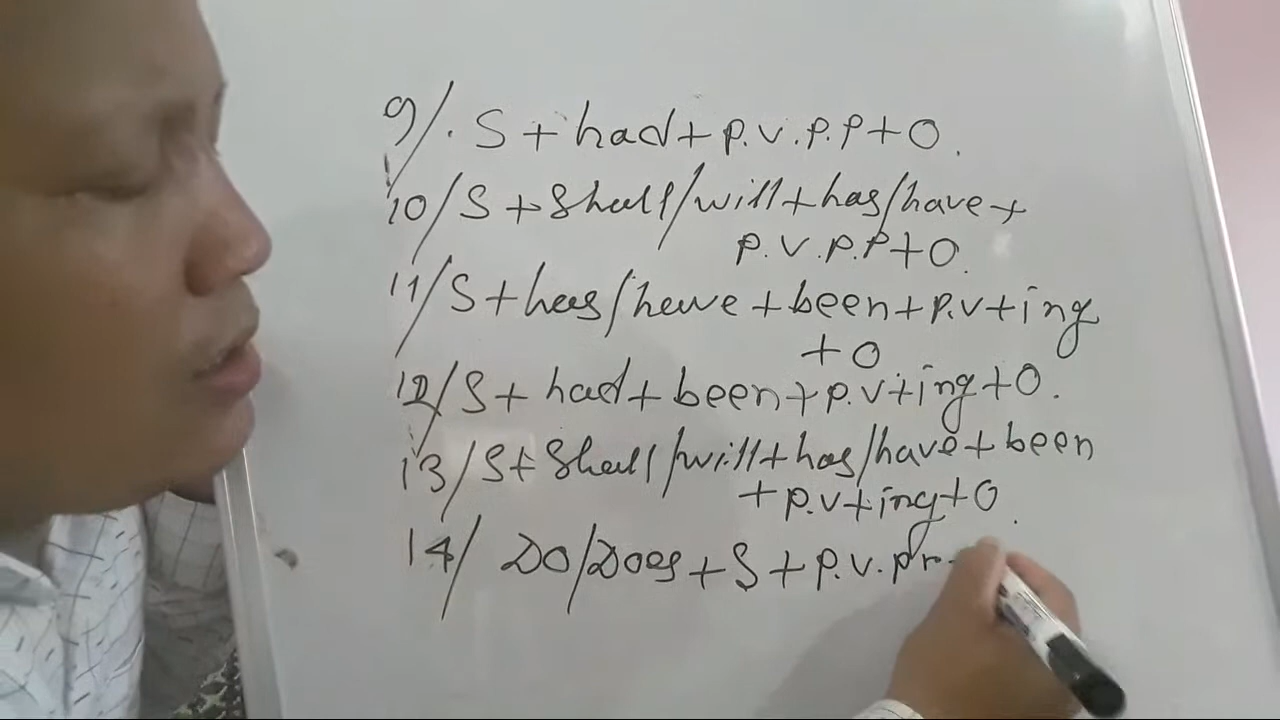 9/. S + had + p.v.p.p + O.
10/ S + Shall/will + has/have +
p.v.p.p + O.
11/ S + has/have + been + p.v + ing
+ O
12/ S + had + been + p.v + ing + O.
13/ S + Shall/will + has/have + been
+ p.v + ing + O.
14/ DO/Does + S + p.v.pr